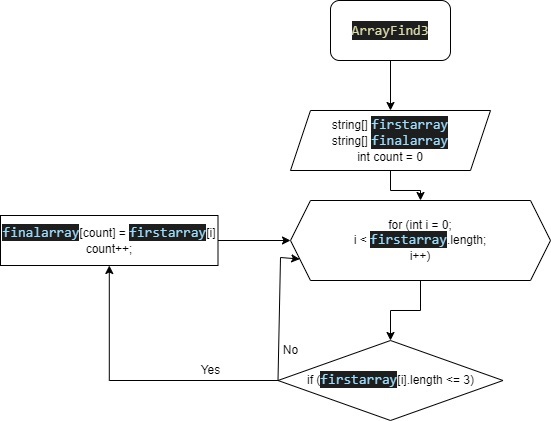 ArrayFind3
string[] firstarray
string[] finalarray
int count = 0
for (int i = 0;
i < firstarray.length;
i++)
finalarray[count] = firstarray[i]
count++;
No
Yes
if (firstarray[i].length <= 3)